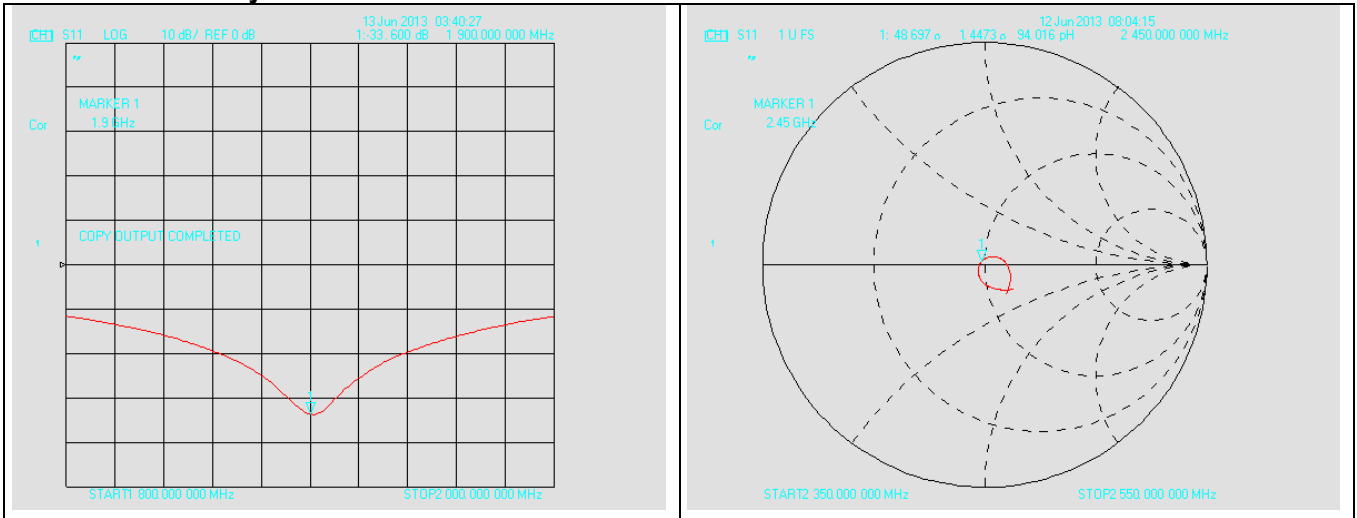 13 Jun 2013 03:40:27
CH1 S11 LOG 10 dB/ REF 0 dB 1:-33.600 dB 1 900.000 000 MHz
MARKER 1
Cor 1.9 GHz
1 COPY OUTPUT COMPLETED
1
START1 800.000 000 MHz STOP2 000.000 000 MHz
12 Jun 2013 08:04:15
CH1 S11 1 U FS 1: 48.697 Ω 1.4473 Ω 94.016 pH 2 450.000 000 MHz
MARKER 1
Cor 2.45 GHz
1 1
START2 350.000 000 MHz STOP2 550.000 000 MHz